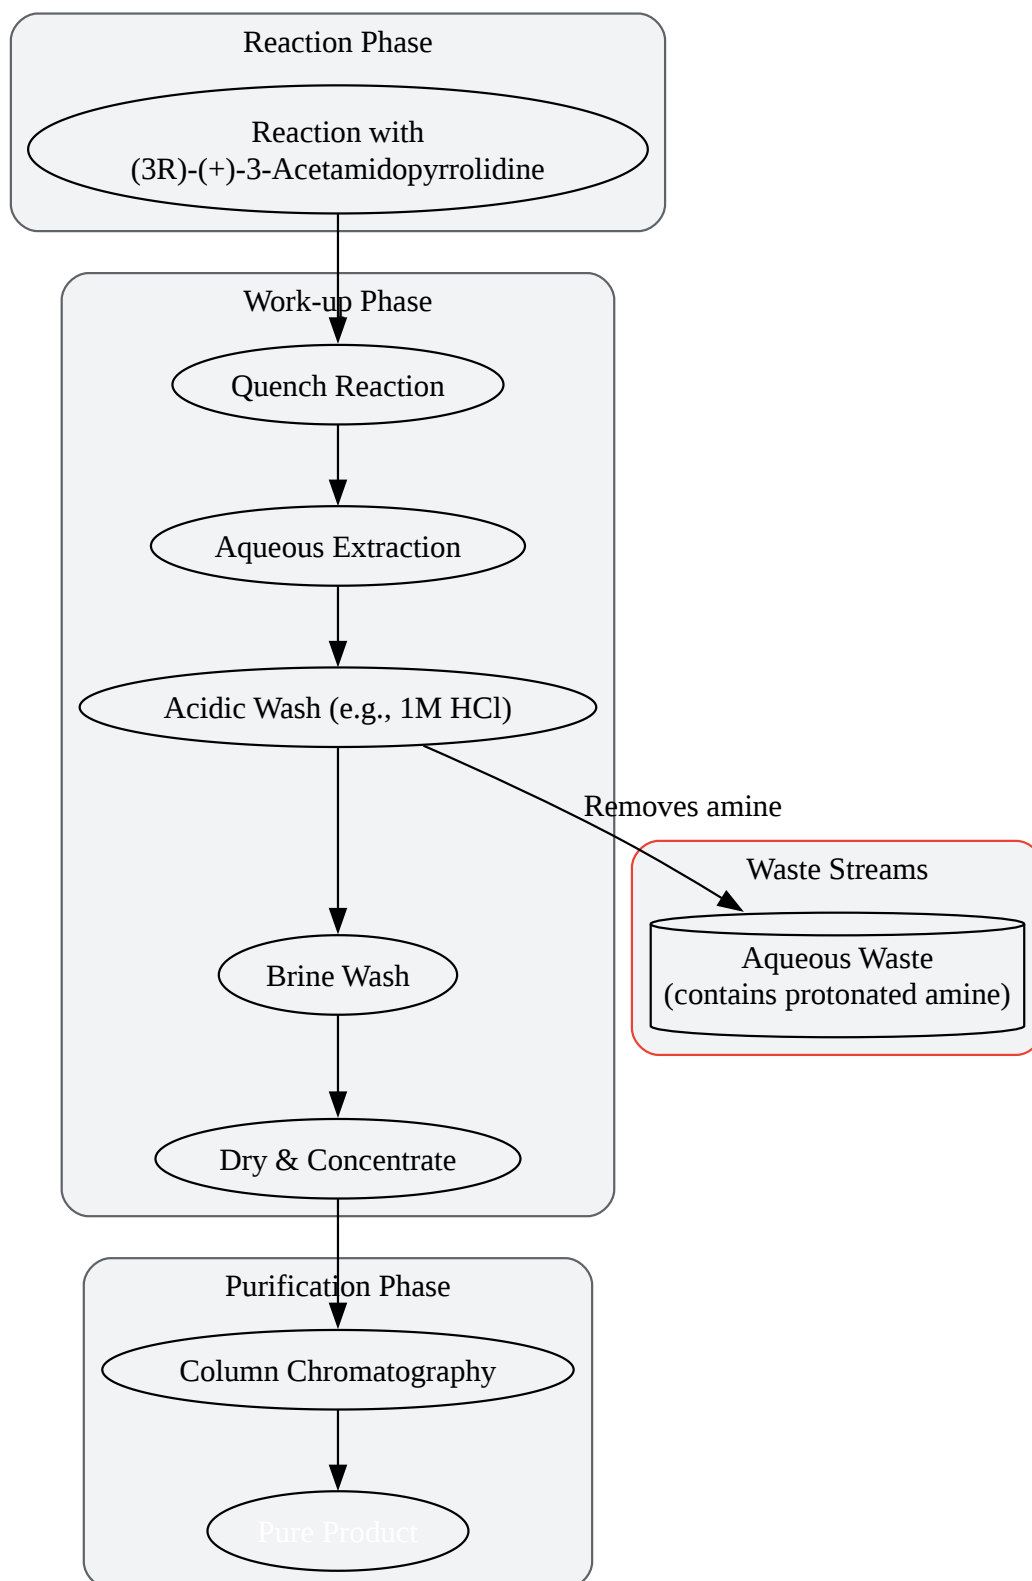 Reaction Phase
Reaction with
(3R)-(+)-3-Acetamidopyrrolidine
Work-up Phase
Quench Reaction
Aqueous Extraction
Acidic Wash (e.g., 1M HCl)
Removes amine
Waste Streams
Aqueous Waste
(contains protonated amine)
Brine Wash
Dry & Concentrate
Purification Phase
Column Chromatography
Pure Product